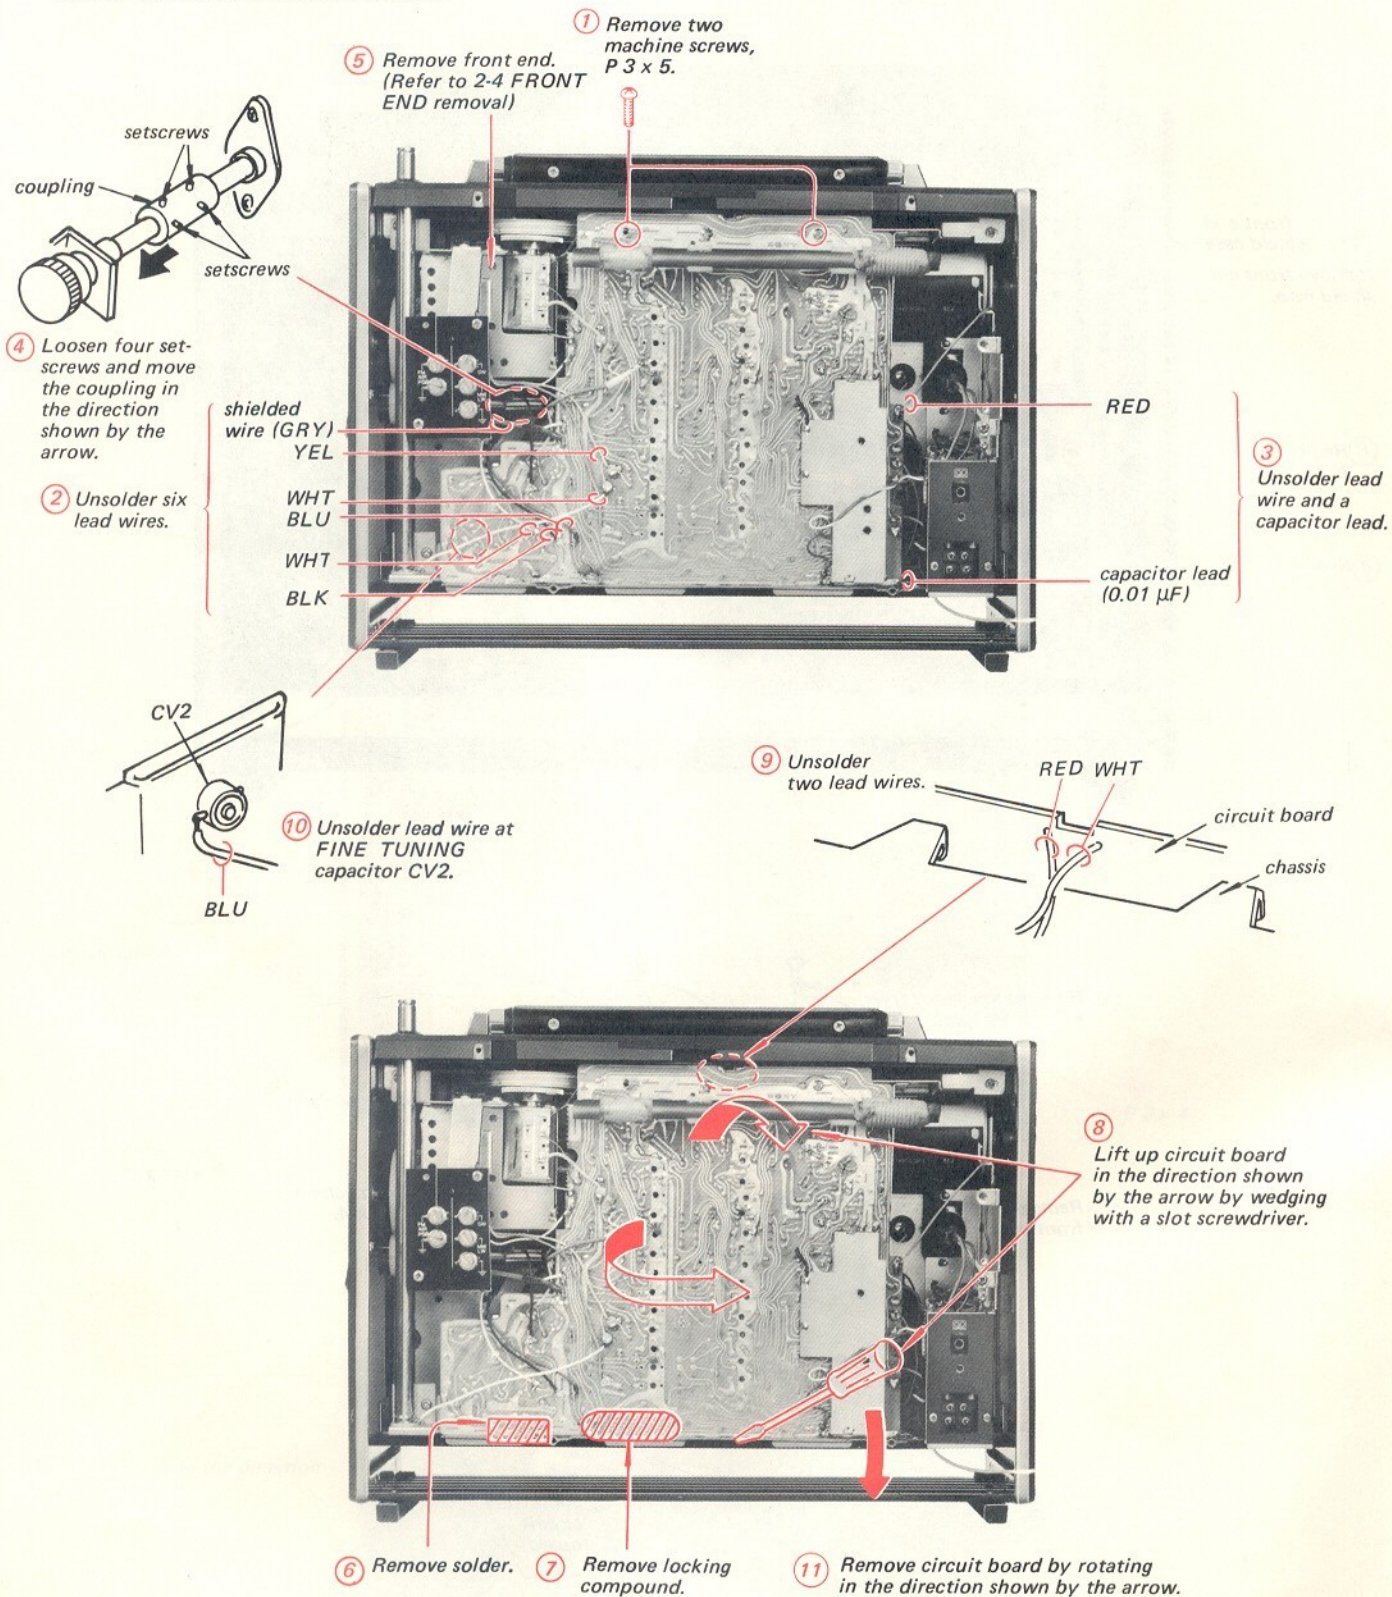 ① Remove two
machine screws,
P 3 x 5.
⑤ Remove front end.
(Refer to 2-4 FRONT
END removal)
setscrews
coupling
setscrews
④ Loosen four set-
screws and move
the coupling in
the direction
shown by the
arrow.
shielded
wire (GRY)
YEL
② Unsolder six
lead wires.
WHT
BLU
WHT
BLK
RED
③
Unsolder lead
wire and a
capacitor lead.
capacitor lead
(0.01 μF)
SONY
CV2
⑩ Unsolder lead wire at
FINE TUNING
capacitor CV2.
BLU
⑨ Unsolder
two lead wires.
RED WHT
circuit board
chassis
SONY
⑧
Lift up circuit board
in the direction shown
by the arrow by wedging
with a slot screwdriver.
⑥ Remove solder.
⑦ Remove locking
compound.
⑪ Remove circuit board by rotating
in the direction shown by the arrow.